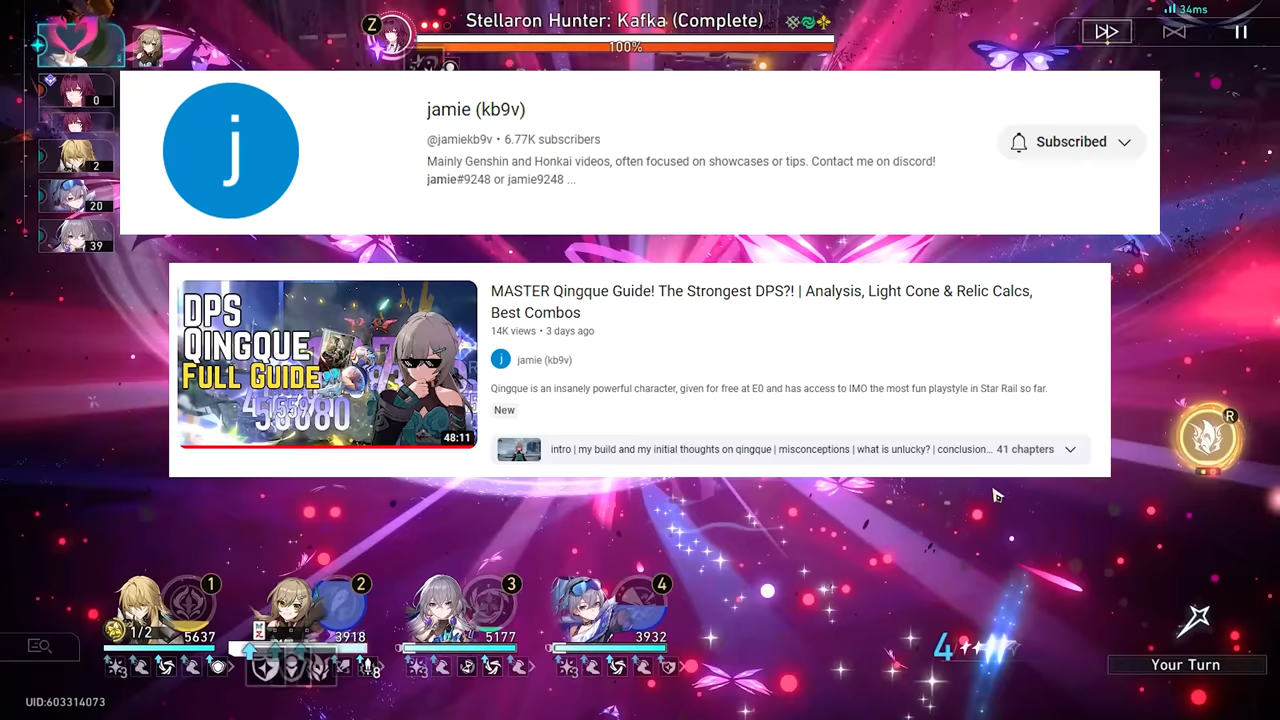 34ms
Z
Stellaron Hunter: Kafka (Complete)
100%
0
2
20
39
j
jamie (kb9v)
@jamiekb9v • 6.77K subscribers
Mainly Genshin and Honkai videos, often focused on showcases or tips. Contact me on discord!
jamie#9248 or jamie9248 ...
Subscribed
DPS
QINGQUE
FULL GUIDE
48:11
MASTER Qingque Guide! The Strongest DPS?! | Analysis, Light Cone & Relic Calcs,
Best Combos
14K views • 3 days ago
j jamie (kb9v)
Qingque is an insanely powerful character, given for free at E0 and has access to IMO the most fun playstyle in Star Rail so far.
New
intro | my build and my initial thoughts on qingque | misconceptions | what is unlucky? | conclusion... 41 chapters
R
1
2
3
4
1/2
5637
3918
5177
3932
3
8
3
3
4
Your Turn
UID:603314073